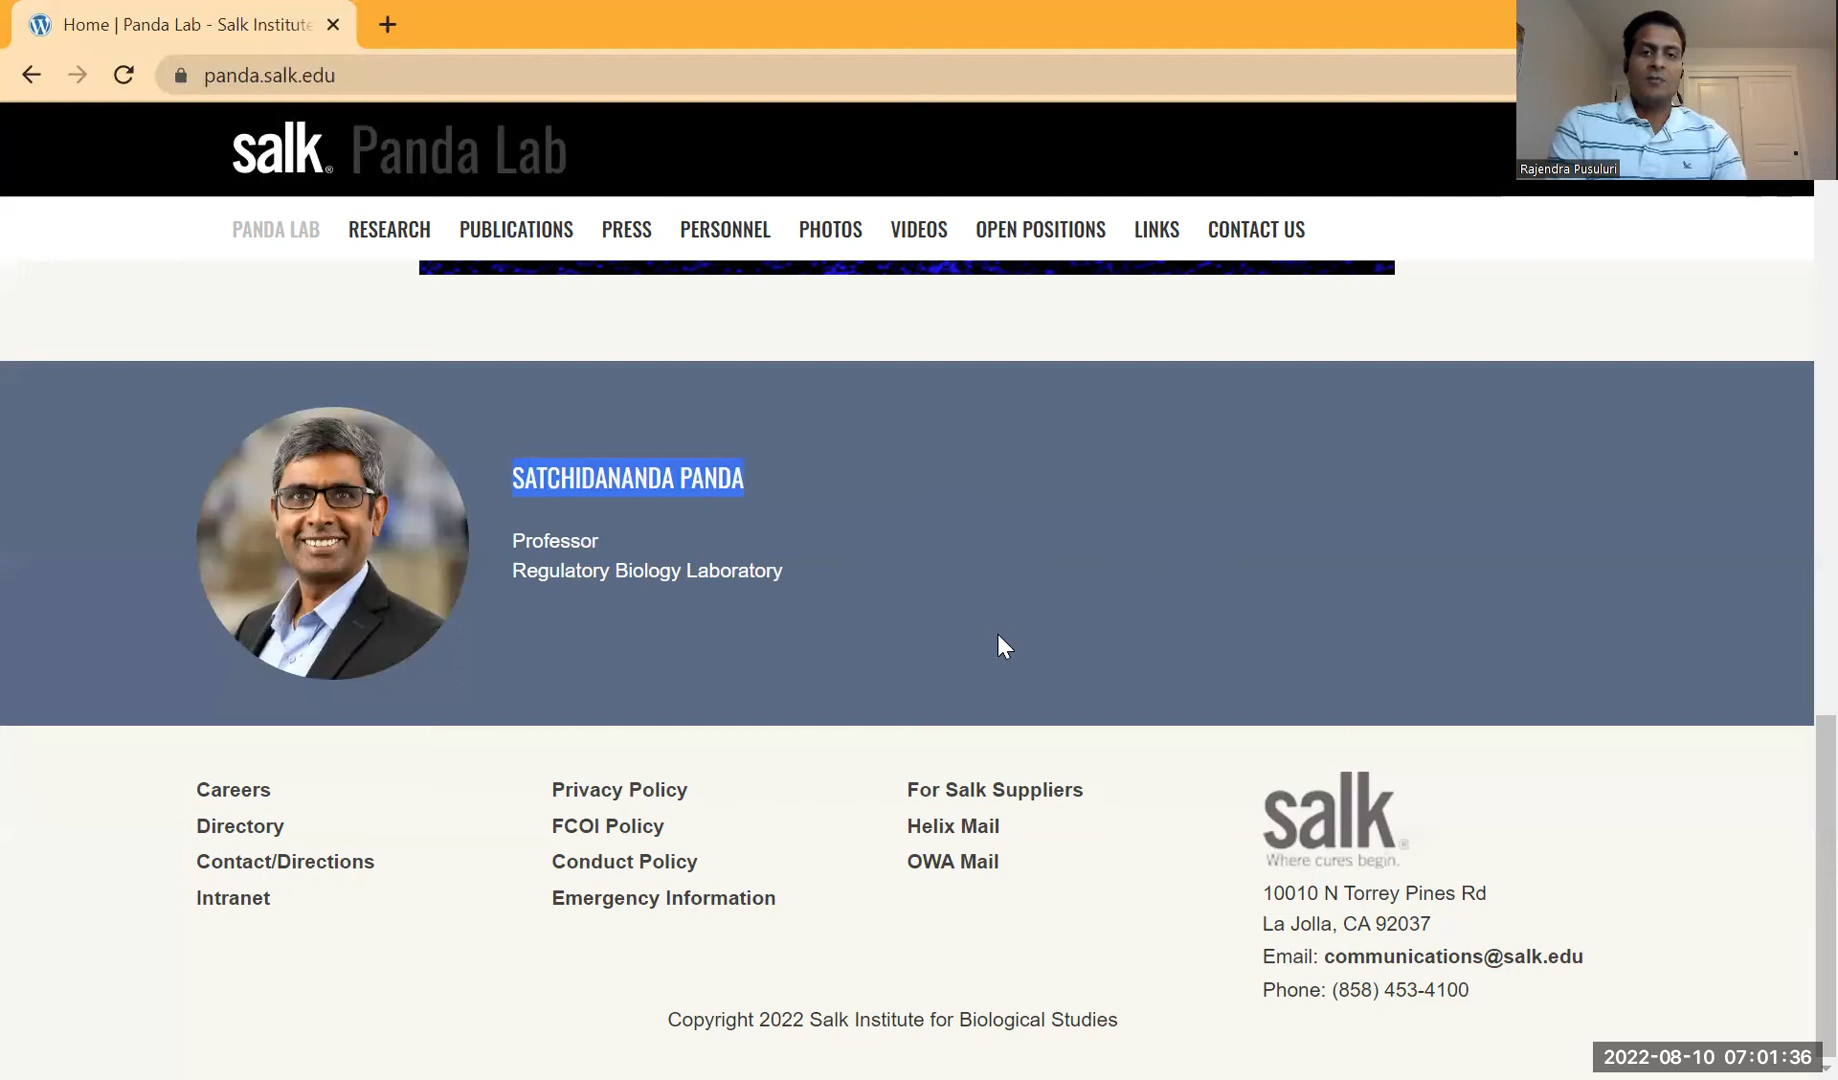 Home | Panda Lab - Salk Institute
panda.salk.edu
salk® Panda Lab
Rajendra Pusuluri
PANDA LAB RESEARCH PUBLICATIONS PRESS PERSONNEL PHOTOS VIDEOS OPEN POSITIONS LINKS CONTACT US
SATCHIDANANDA PANDA
Professor
Regulatory Biology Laboratory
Careers
Directory
Contact/Directions
Intranet
Privacy Policy
FCOI Policy
Conduct Policy
Emergency Information
For Salk Suppliers
Helix Mail
OWA Mail
salk®
Where cures begin.
10010 N Torrey Pines Rd
La Jolla, CA 92037
Email: communications@salk.edu
Phone: (858) 453-4100
Copyright 2022 Salk Institute for Biological Studies
2022-08-10 07:01:36